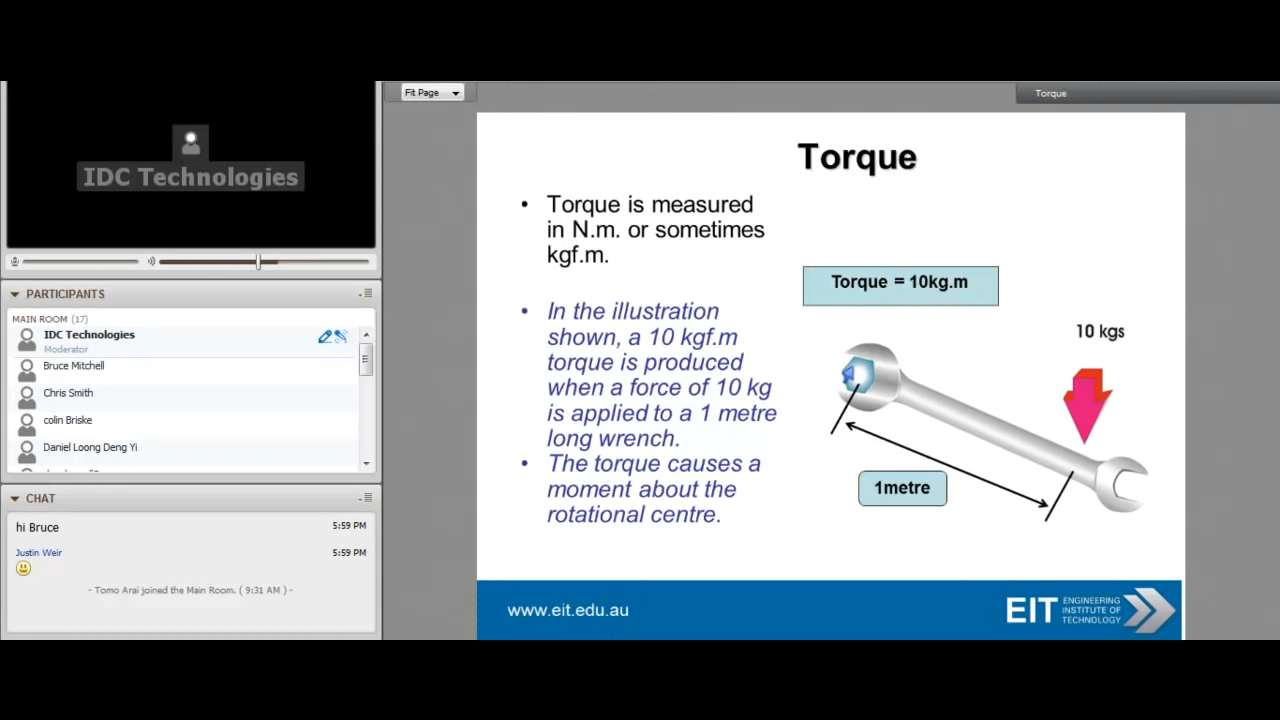 Fit Page
Torque
IDC Technologies
PARTICIPANTS
MAIN ROOM (17)
IDC Technologies
Moderator
Bruce Mitchell
Chris Smith
colin Briske
Daniel Loong Deng Yi
CHAT
hi Bruce 5:59 PM
Justin Weir 5:59 PM
- Tomo Arai joined the Main Room. ( 9:31 AM ) -
Torque
• Torque is measured
in N.m. or sometimes
kgf.m.
• In the illustration
shown, a 10 kgf.m
torque is produced
when a force of 10 kg
is applied to a 1 metre
long wrench.
• The torque causes a
moment about the
rotational centre.
Torque = 10kg.m
10 kgs
1metre
www.eit.edu.au
EIT
ENGINEERING
INSTITUTE OF
TECHNOLOGY